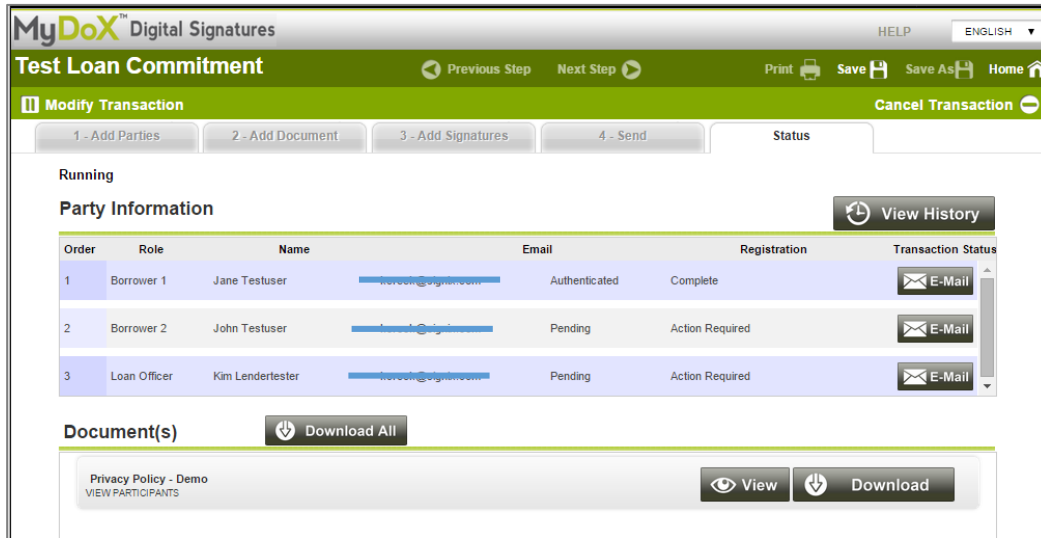 MyDoX™ Digital Signatures HELP ENGLISH
Test Loan Commitment Previous Step Next Step Print Save Save As Home
Modify Transaction Cancel Transaction
1 - Add Parties 2 - Add Document 3 - Add Signatures 4 - Send Status
Running
Party Information View History
Order Role Name Email Registration Transaction Status
1 Borrower 1 Jane Testuser Authenticated Complete E-Mail
2 Borrower 2 John Testuser Pending Action Required E-Mail
3 Loan Officer Kim Lendertester Pending Action Required E-Mail
Document(s) Download All
Privacy Policy - Demo View Download
VIEW PARTICIPANTS